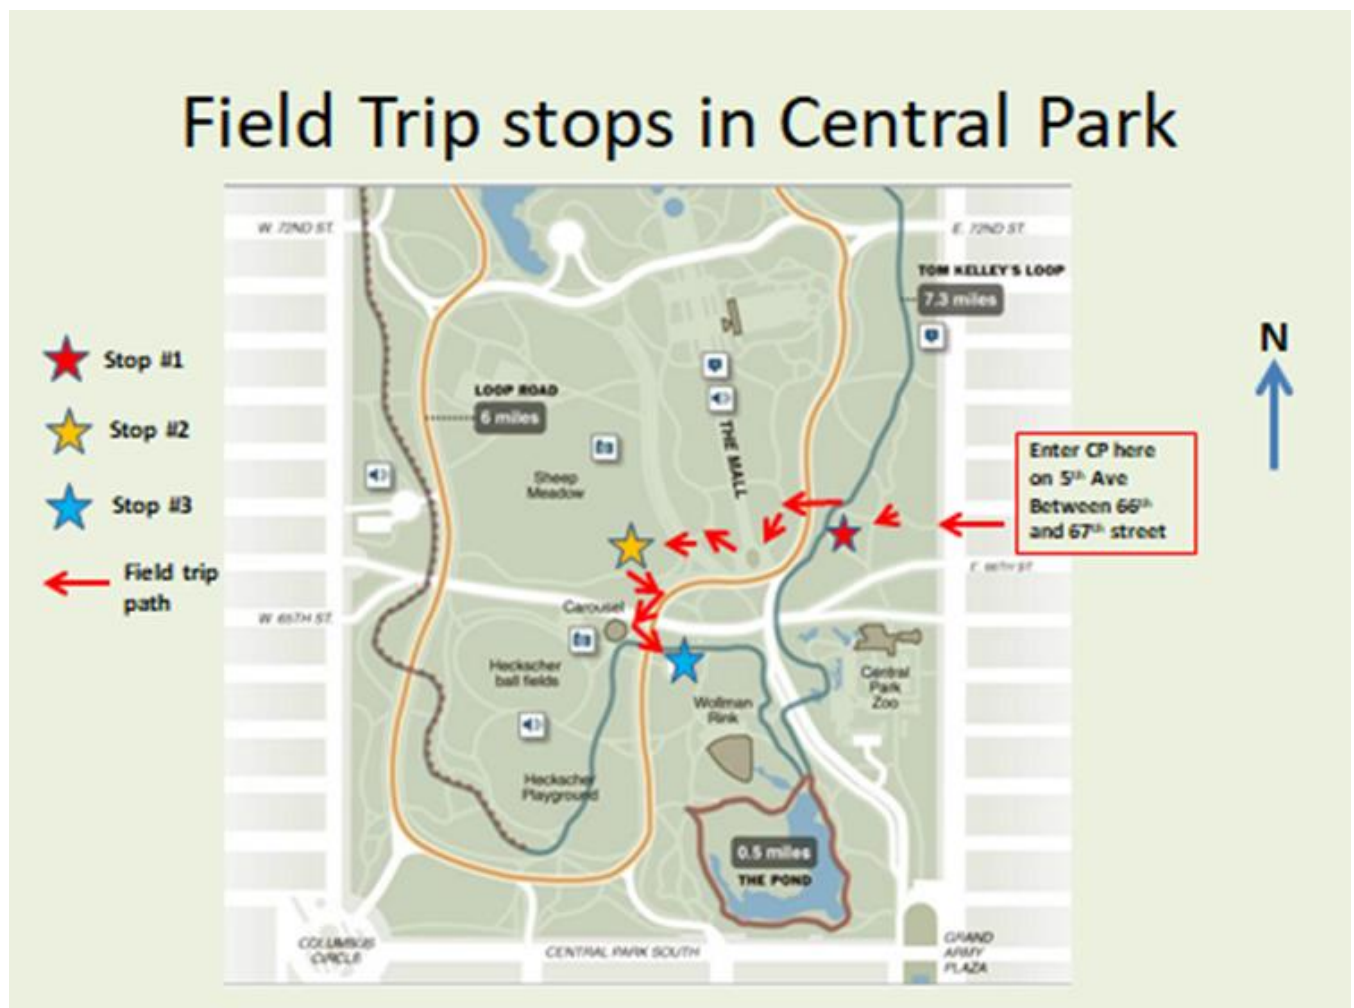 Field Trip stops in Central Park
W. 72ND ST.
E. 72ND ST.
TOM KELLEY'S LOOP
7.3 miles
N
Stop #1
Stop #2
Stop #3
Field trip
path
LOOP ROAD
6 miles
THE MALL
Sheep
Meadow
Enter CP here
on 5th Ave
Between 66th
and 67th street
W. 65TH ST.
E. 66TH ST
Carousel
Heckscher
ball fields
Central
Park
Zoo
Wollman
Rink
Heckscher
Playground
0.5 miles
THE POND
COLUMBUS
CIRCLE
CENTRAL PARK SOUTH
GRAND
ARMY
PLAZA